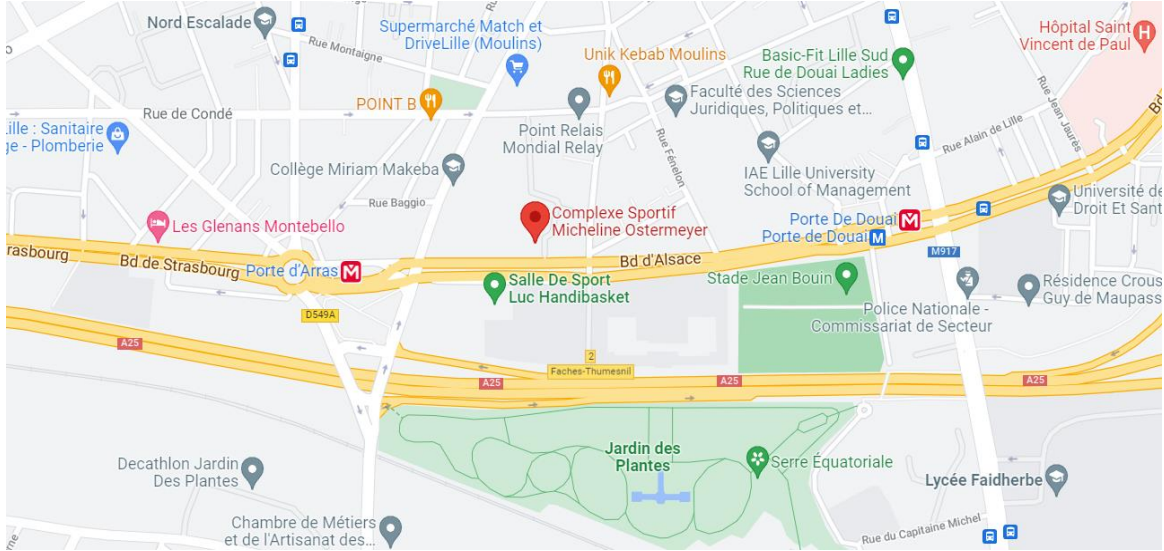 Nord Escalade
Rue Montaigne
Supermarché Match et
DriveLille (Moulins)
Unik Kebab Moulins
Basic-Fit Lille Sud
Rue de Douai Ladies
Hôpital Saint
Vincent de Paul
POINT B
Rue de Condé
Faculté des Sciences
Juridiques, Politiques et...
Rue Jean Jaurès
Bd
Lille : Sanitaire
ge - Plomberie
Point Relais
Mondial Relay
Rue Alain de Lille
Collège Miriam Makeba
Rue Fénelon
IAE Lille University
School of Management
Rue Baggio
Université de
Droit Et Sant
Les Glenans Montebello
Complexe Sportif
Micheline Ostermeyer
Porte De Douai
Porte de Douai
M
M
M917
rasbourg
Bd de Strasbourg
Porte d'Arras
M
Bd d'Alsace
Salle De Sport
Luc Handibasket
Stade Jean Bouin
Résidence Crous
Guy de Maupass
Police Nationale -
Commissariat de Secteur
D549A
A25
2
Faches-Thumesnil
A25
A25
A25
Jardin des
Plantes
Serre Équatoriale
Decathlon Jardin
Des Plantes
Lycée Faidherbe
Chambre de Métiers
et de l'Artisanat des...
Rue du Capitaine Michel
H